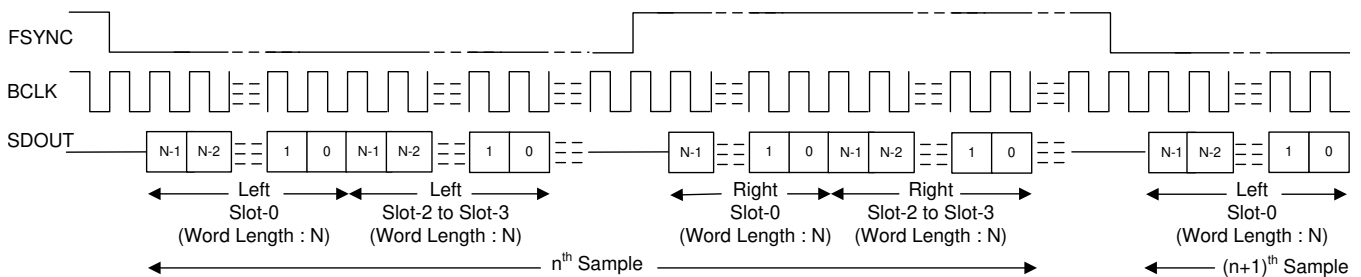 FSYNC
BCLK
SDOUT
N-1 N-2 1 0 N-1 N-2 1 0 N-1 1 0 N-1 N-2 1 0 N-1 N-2 1 0
Left Left Right Right Left
Slot-0 Slot-2 to Slot-3 Slot-0 Slot-2 to Slot-3 Slot-0
(Word Length : N) (Word Length : N) (Word Length : N) (Word Length : N) (Word Length : N)
nth Sample (n+1)th Sample